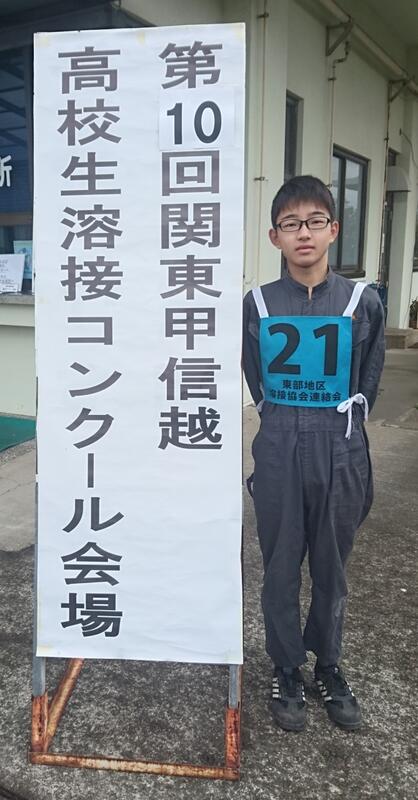 第10回関東甲信越
高校生溶接コンクール会場
21
東部地区
溶接協会連絡会
所